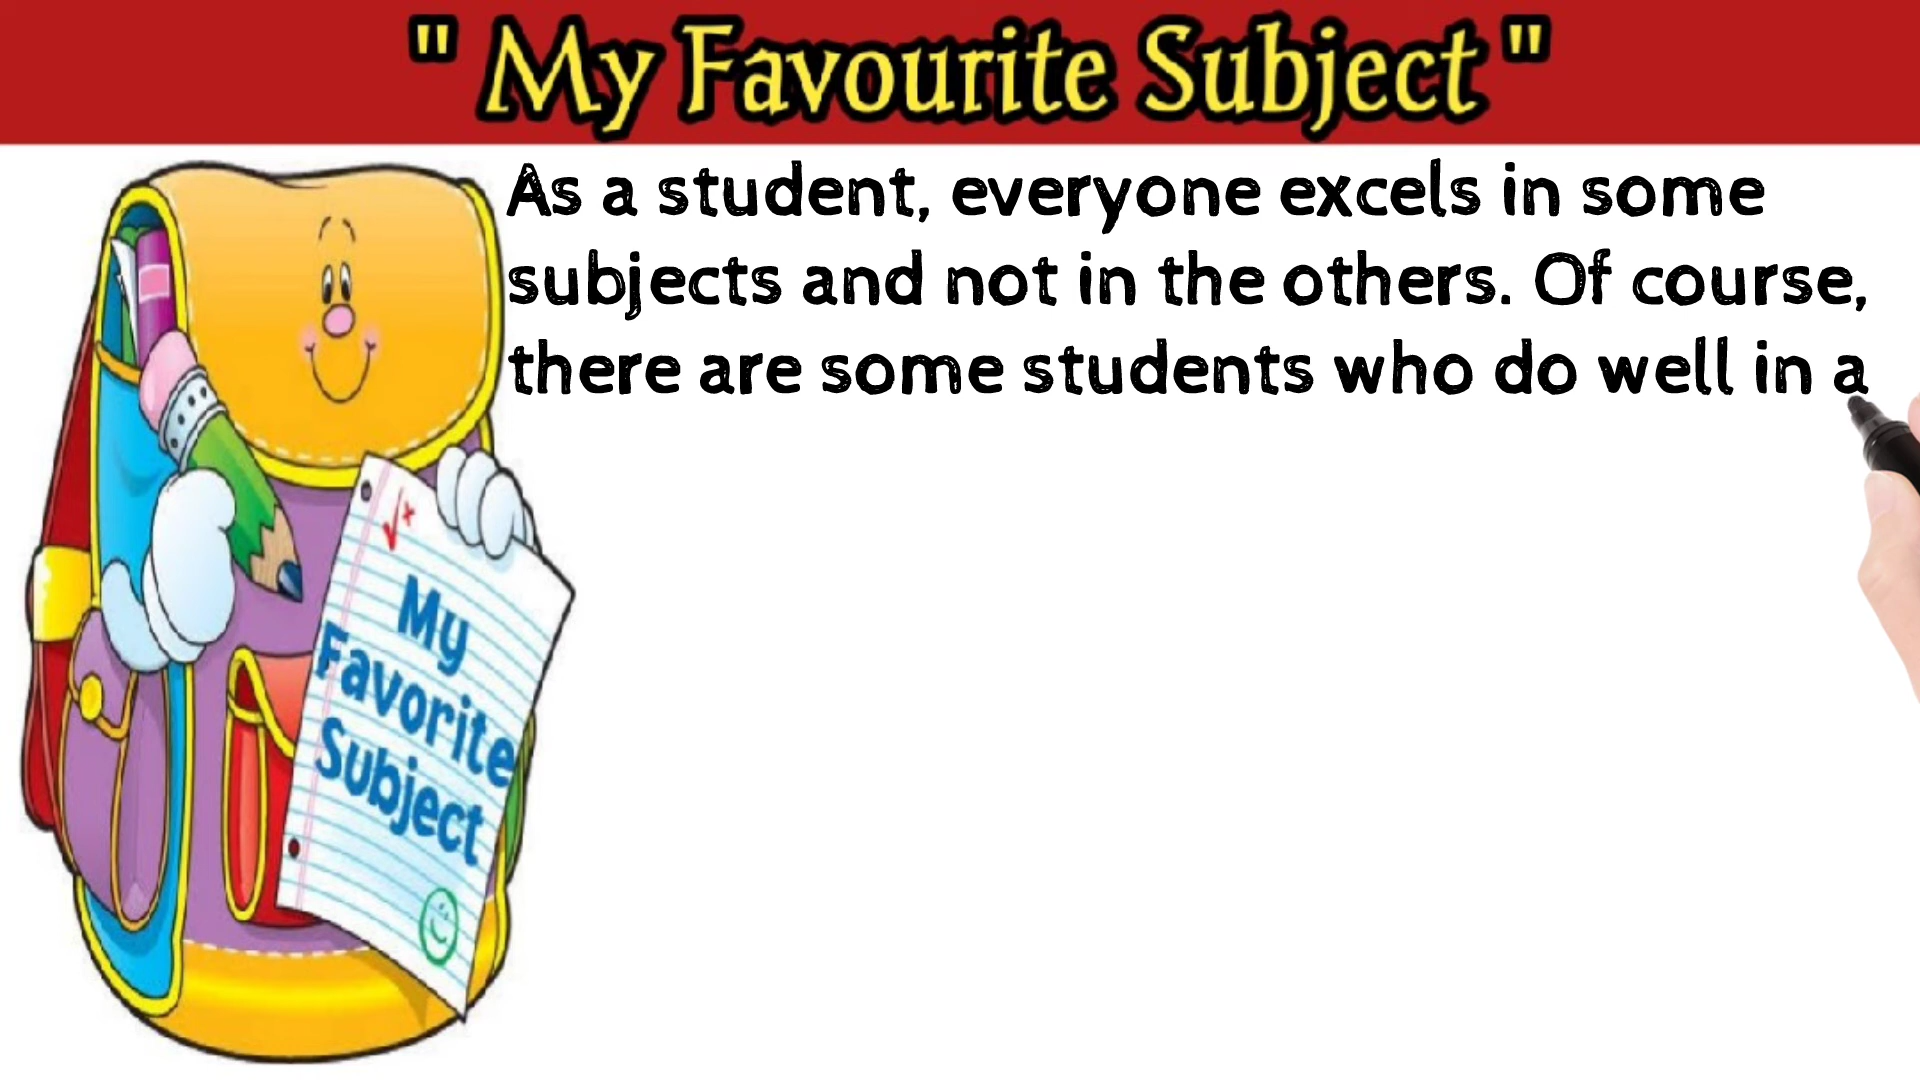 " My Favourite Subject "
As a student, everyone excels in some
subjects and not in the others. Of course,
there are some students who do well in a
My
Favorite
Subject